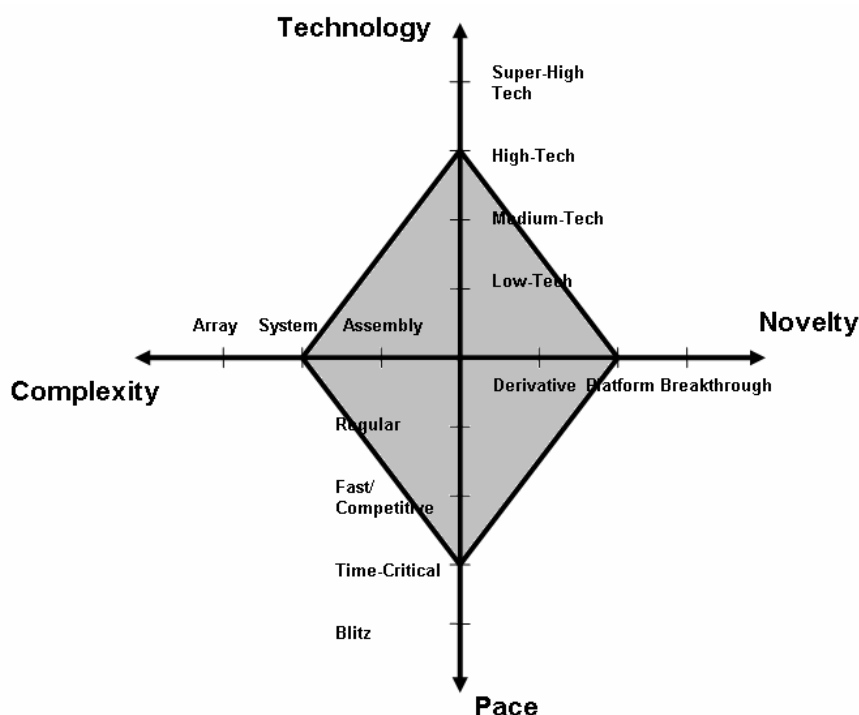 Technology
Super-High
Tech
High-Tech
Medium-Tech
Low-Tech
Array System Assembly
Novelty
Complexity
Derivative Platform Breakthrough
Regular
Fast/
Competitive
Time-Critical
Blitz
Pace